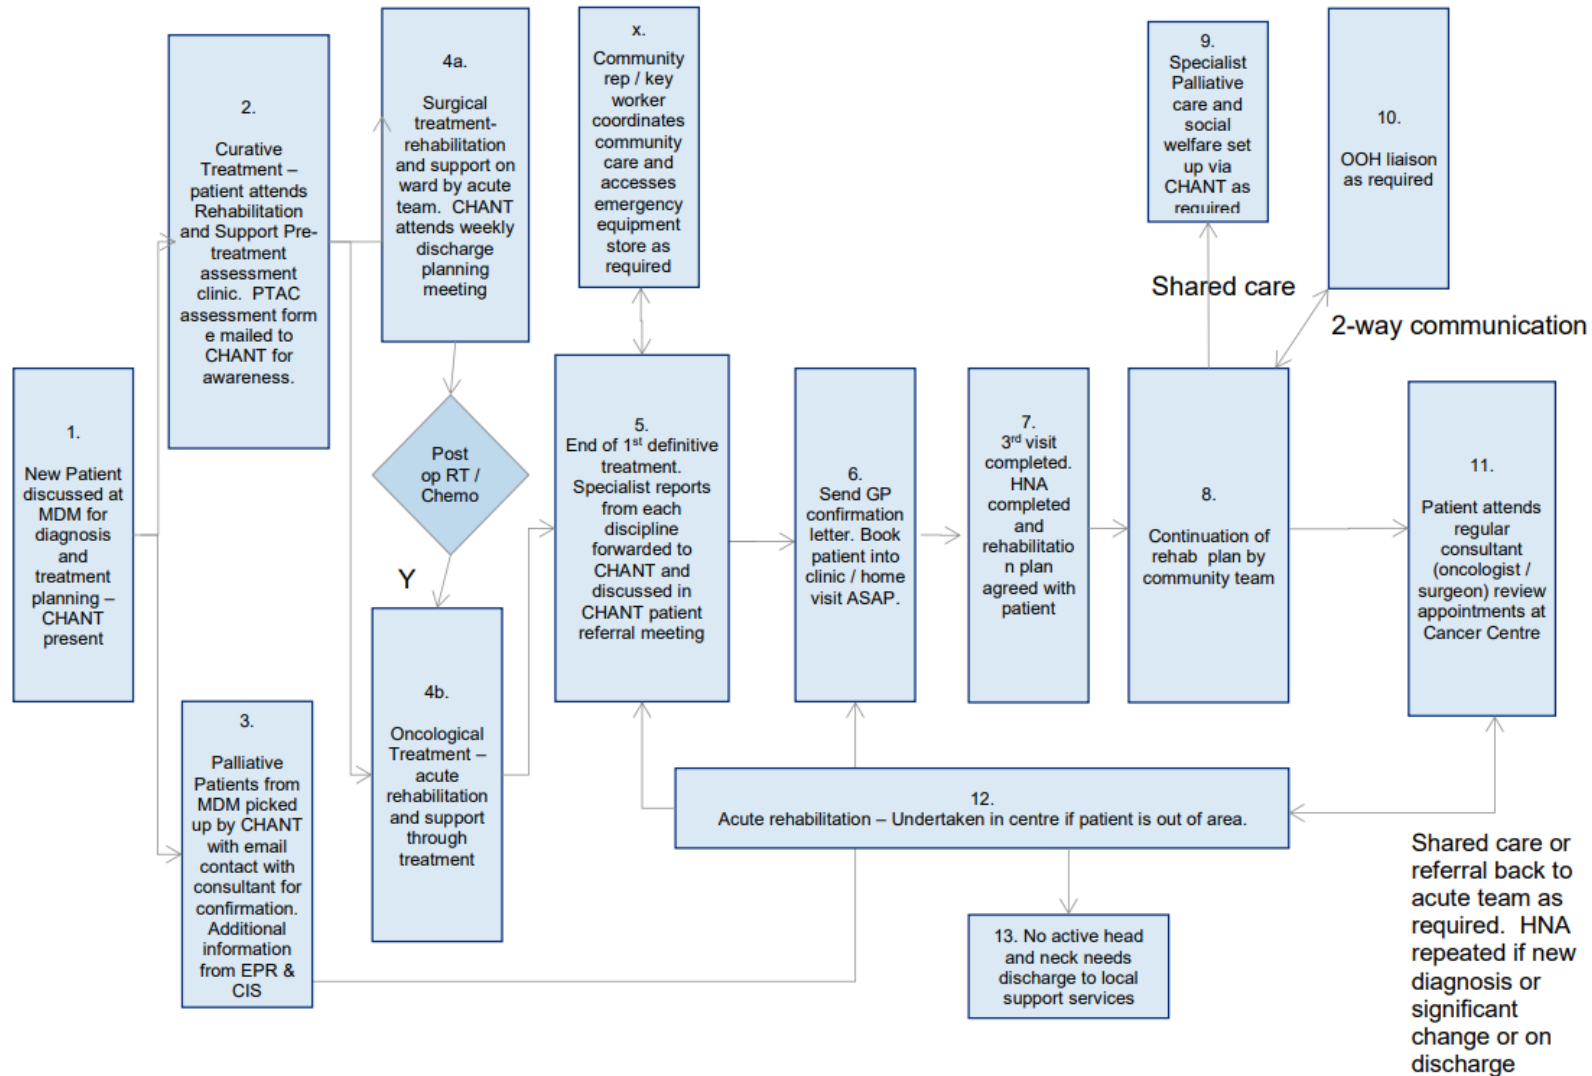 1.
New Patient
discussed at
MDM for
diagnosis
and
treatment
planning –
CHANT
present
2.
Curative
Treatment –
patient attends
Rehabilitation
and Support Pre-
treatment
assessment
clinic. PTAC
assessment form
e mailed to
CHANT for
awareness.
3.
Palliative
Patients from
MDM picked
up by CHANT
with email
contact with
consultant for
confirmation.
Additional
information
from EPR &
CIS
4a.
Surgical
treatment-
rehabilitation
and support on
ward by acute
team. CHANT
attends weekly
discharge
planning
meeting
Post
op RT /
Chemo
Y
4b.
Oncological
Treatment –
acute
rehabilitation
and support
through
treatment
x.
Community
rep / key
worker
coordinates
community
care and
accesses
emergency
equipment
store as
required
5.
End of 1st definitive
treatment.
Specialist reports
from each
discipline
forwarded to
CHANT and
discussed in
CHANT patient
referral meeting
6.
Send GP
confirmation
letter. Book
patient into
clinic / home
visit ASAP.
7.
3rd visit
completed.
HNA
completed
and
rehabilitatio
n plan
agreed with
patient
8.
Continuation of
rehab plan by
community team
9.
Specialist
Palliative
care and
social
welfare set
up via
CHANT as
required
Shared care
10.
OOH liaison
as required
2-way communication
11.
Patient attends
regular
consultant
(oncologist /
surgeon) review
appointments at
Cancer Centre
12.
Acute rehabilitation – Undertaken in centre if patient is out of area.
13. No active head
and neck needs
discharge to local
support services
Shared care or
referral back to
acute team as
required. HNA
repeated if new
diagnosis or
significant
change or on
discharge